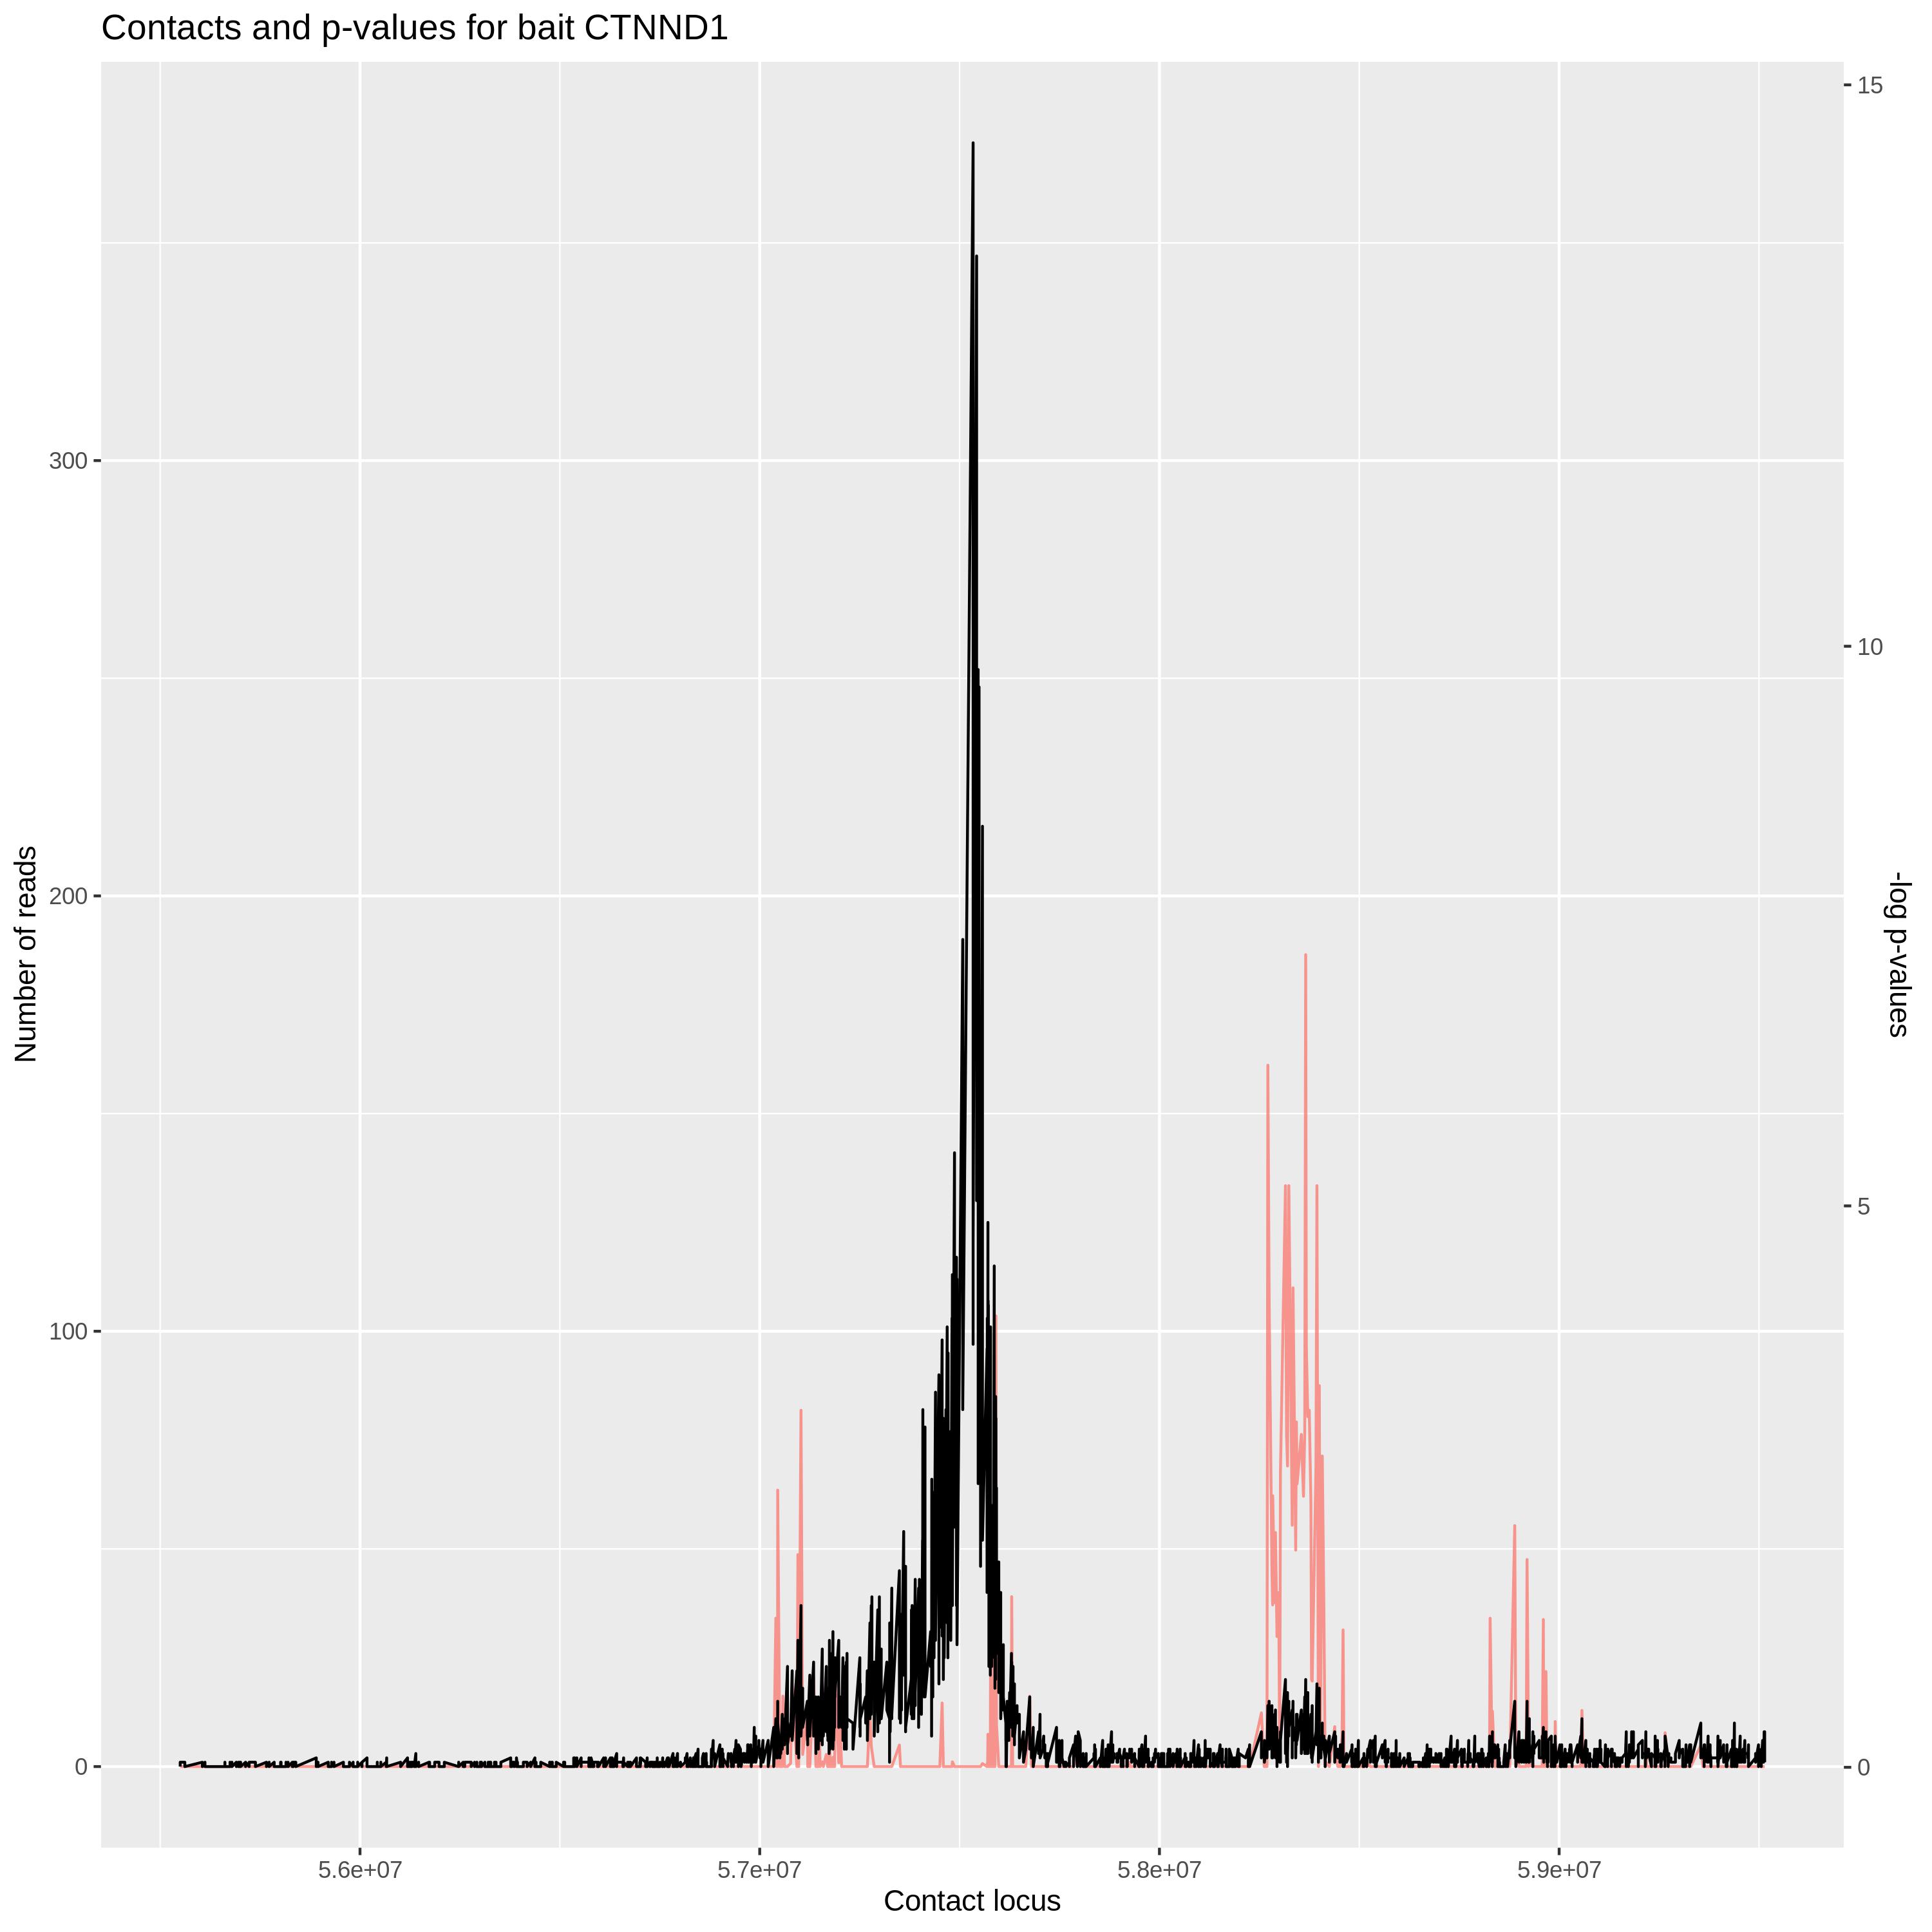 Contacts and p-values for bait CTNND1
15
10
5
0
300
200
100
0
Number of reads
-log p-values
5.6e+07 5.7e+07 5.8e+07 5.9e+07
Contact locus